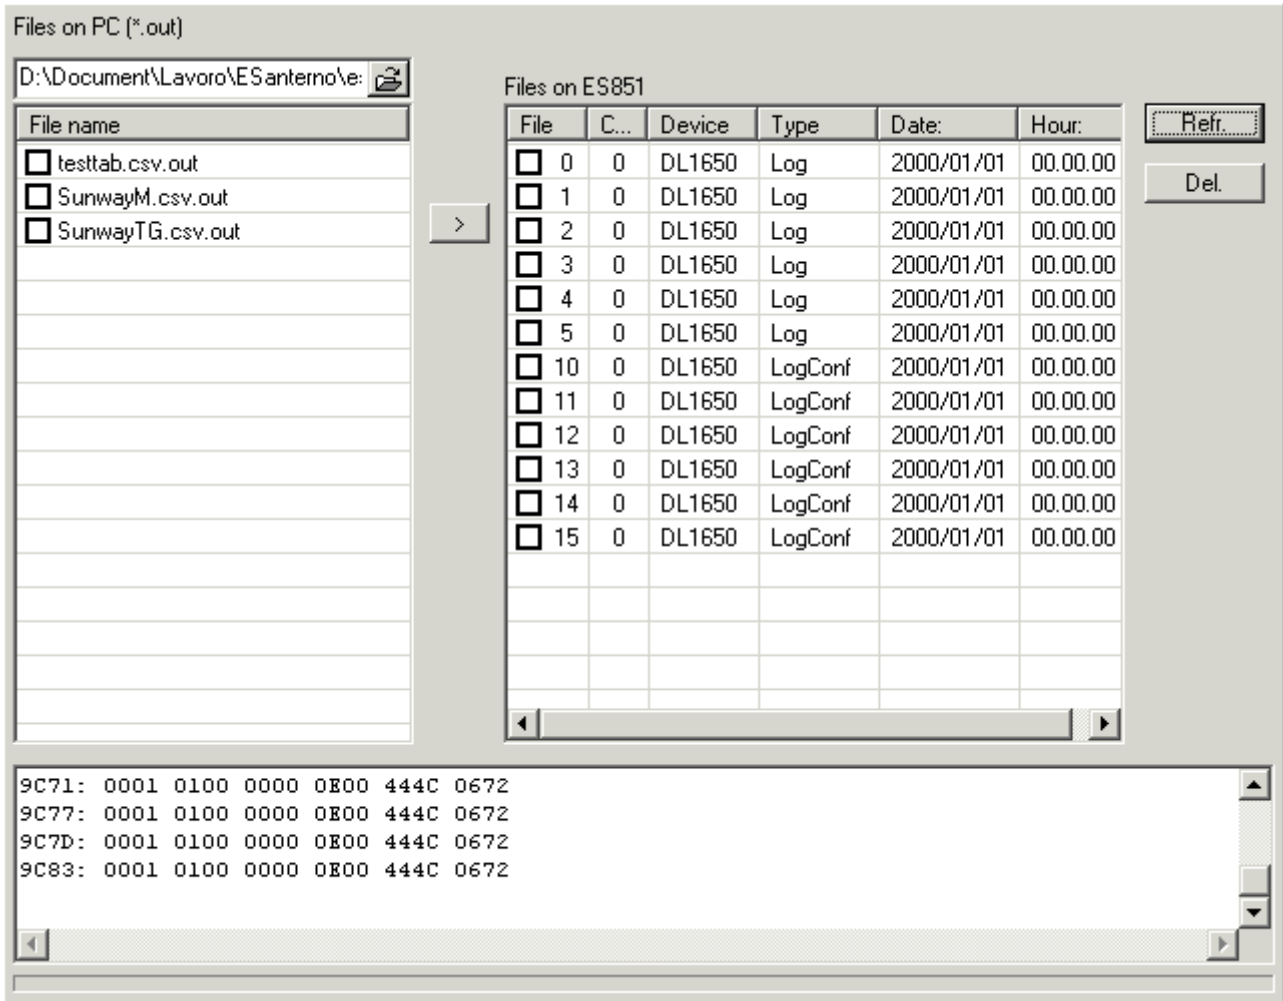 Files on PC (*.out)
D:\Document\Lavoro\ESanterno\e:
File name
testtab.csv.out
SunwayM.csv.out
SunwayTG.csv.out
>
Files on ES851
File C... Device Type Date: Hour:
0 0 DL1650 Log 2000/01/01 00.00.00
1 0 DL1650 Log 2000/01/01 00.00.00
2 0 DL1650 Log 2000/01/01 00.00.00
3 0 DL1650 Log 2000/01/01 00.00.00
4 0 DL1650 Log 2000/01/01 00.00.00
5 0 DL1650 Log 2000/01/01 00.00.00
10 0 DL1650 LogConf 2000/01/01 00.00.00
11 0 DL1650 LogConf 2000/01/01 00.00.00
12 0 DL1650 LogConf 2000/01/01 00.00.00
13 0 DL1650 LogConf 2000/01/01 00.00.00
14 0 DL1650 LogConf 2000/01/01 00.00.00
15 0 DL1650 LogConf 2000/01/01 00.00.00
Refr.
Del.
9C71: 0001 0100 0000 0E00 444C 0672
9C77: 0001 0100 0000 0E00 444C 0672
9C7D: 0001 0100 0000 0E00 444C 0672
9C83: 0001 0100 0000 0E00 444C 0672